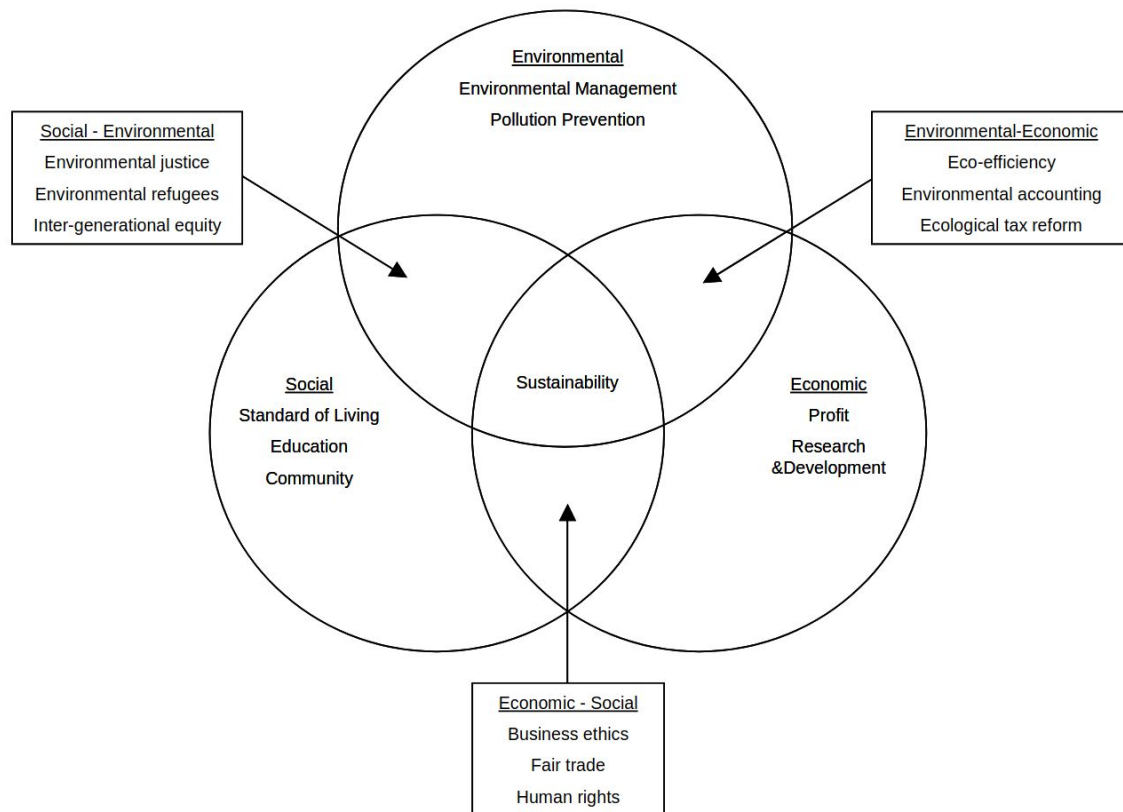 Environmental
Environmental Management
Pollution Prevention
Social - Environmental
Environmental justice
Environmental refugees
Inter-generational equity
Environmental-Economic
Eco-efficiency
Environmental accounting
Ecological tax reform
Social
Standard of Living
Education
Community
Sustainability
Economic
Profit
Research
&Development
Economic - Social
Business ethics
Fair trade
Human rights